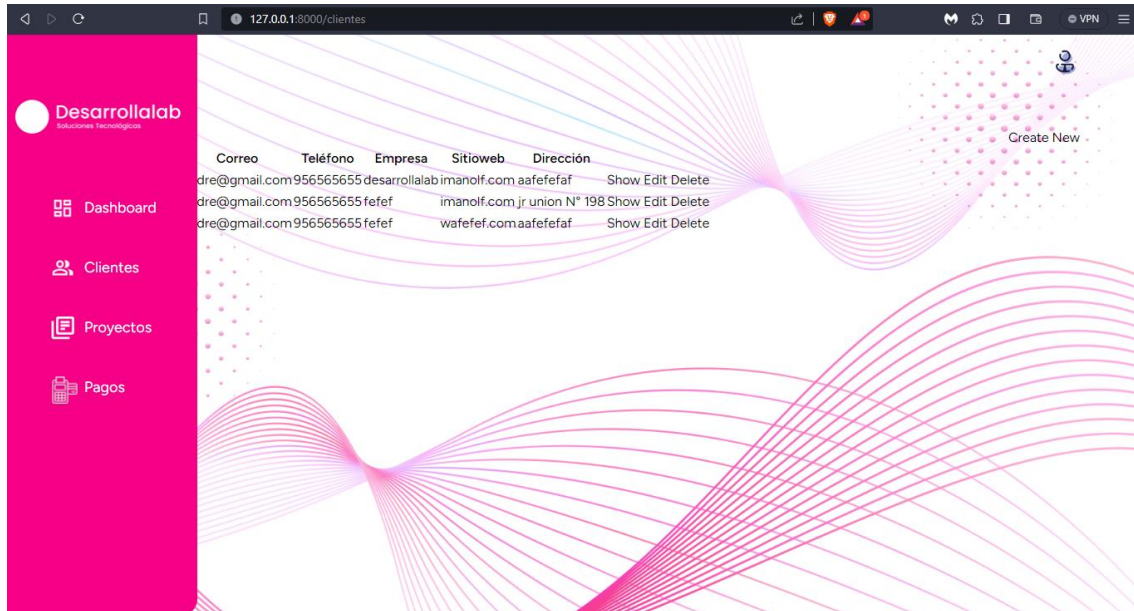 127.0.0.1:8000/clientes
VPN
Desarrollalab
Soluciones Tecnológicas
Create New
Correo Teléfono Empresa Sitioweb Dirección
dre@gmail.com 956565655 desarrollalab imanolf.com aafefefaf Show Edit Delete
dre@gmail.com 956565655 fefef imanolf.com jr union N° 198 Show Edit Delete
dre@gmail.com 956565655 fefef wafefef.com aafefefaf Show Edit Delete
Dashboard
Clientes
Proyectos
Pagos